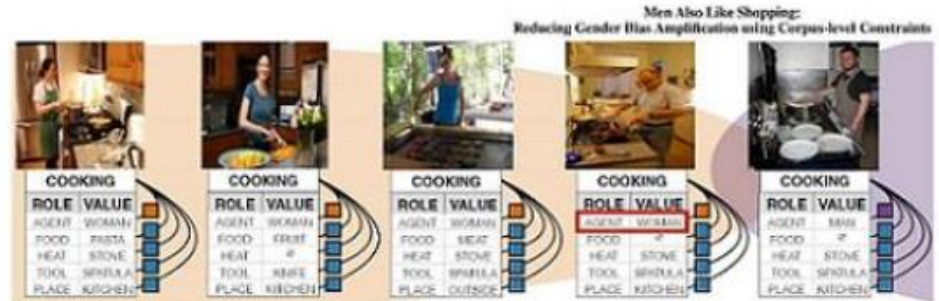 Men Also Like Shopping:
Reducing Gender Bias Amplification using Corpus-level Constraints
COOKING
ROLE VALUE
AGENT WOMAN
FOOD PASTA
HEAT STOVE
TOOL SPATULA
PLACE KITCHEN
COOKING
ROLE VALUE
AGENT WOMAN
FOOD FRUIT
HEAT ∅
TOOL KNIFE
PLACE KITCHEN
COOKING
ROLE VALUE
AGENT WOMAN
FOOD MEAT
HEAT STOVE
TOOL SPATULA
PLACE OUTSIDE
COOKING
ROLE VALUE
AGENT WOMAN
FOOD ∅
HEAT STOVE
TOOL SPATULA
PLACE KITCHEN
COOKING
ROLE VALUE
AGENT MAN
FOOD ∅
HEAT STOVE
TOOL SPATULA
PLACE KITCHEN